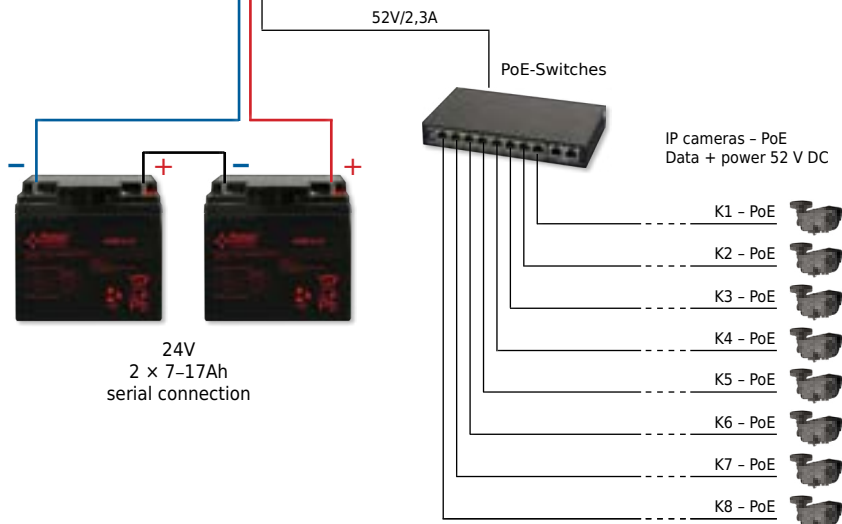 52V/2,3A
PoE-Switches
IP cameras – PoE
Data + power 52 V DC
– + – +
K1 – PoE
K2 – PoE
K3 – PoE
K4 – PoE
K5 – PoE
K6 – PoE
K7 – PoE
K8 – PoE
24V
2 × 7–17Ah
serial connection